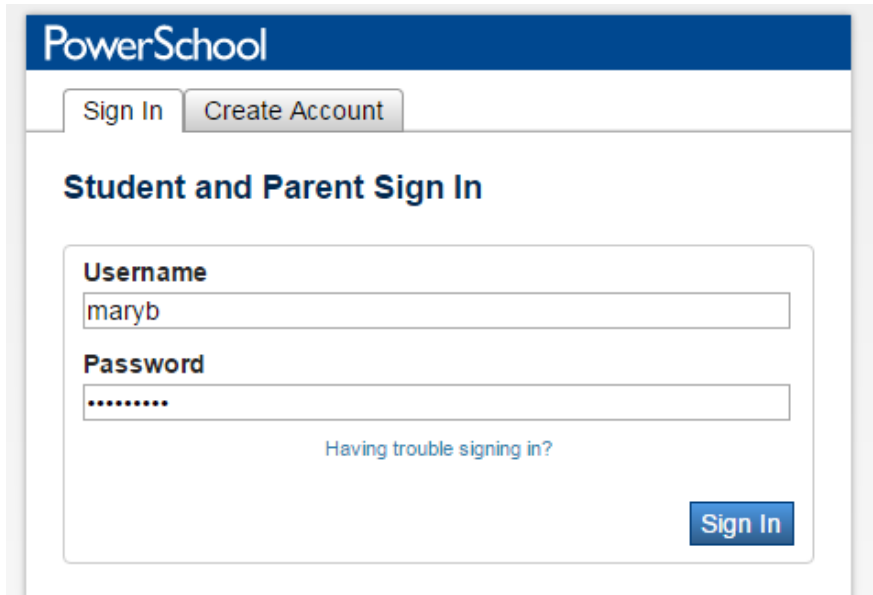 PowerSchool
Sign In Create Account
Student and Parent Sign In
Username
maryb
Password
•••••••••
Having trouble signing in?
Sign In